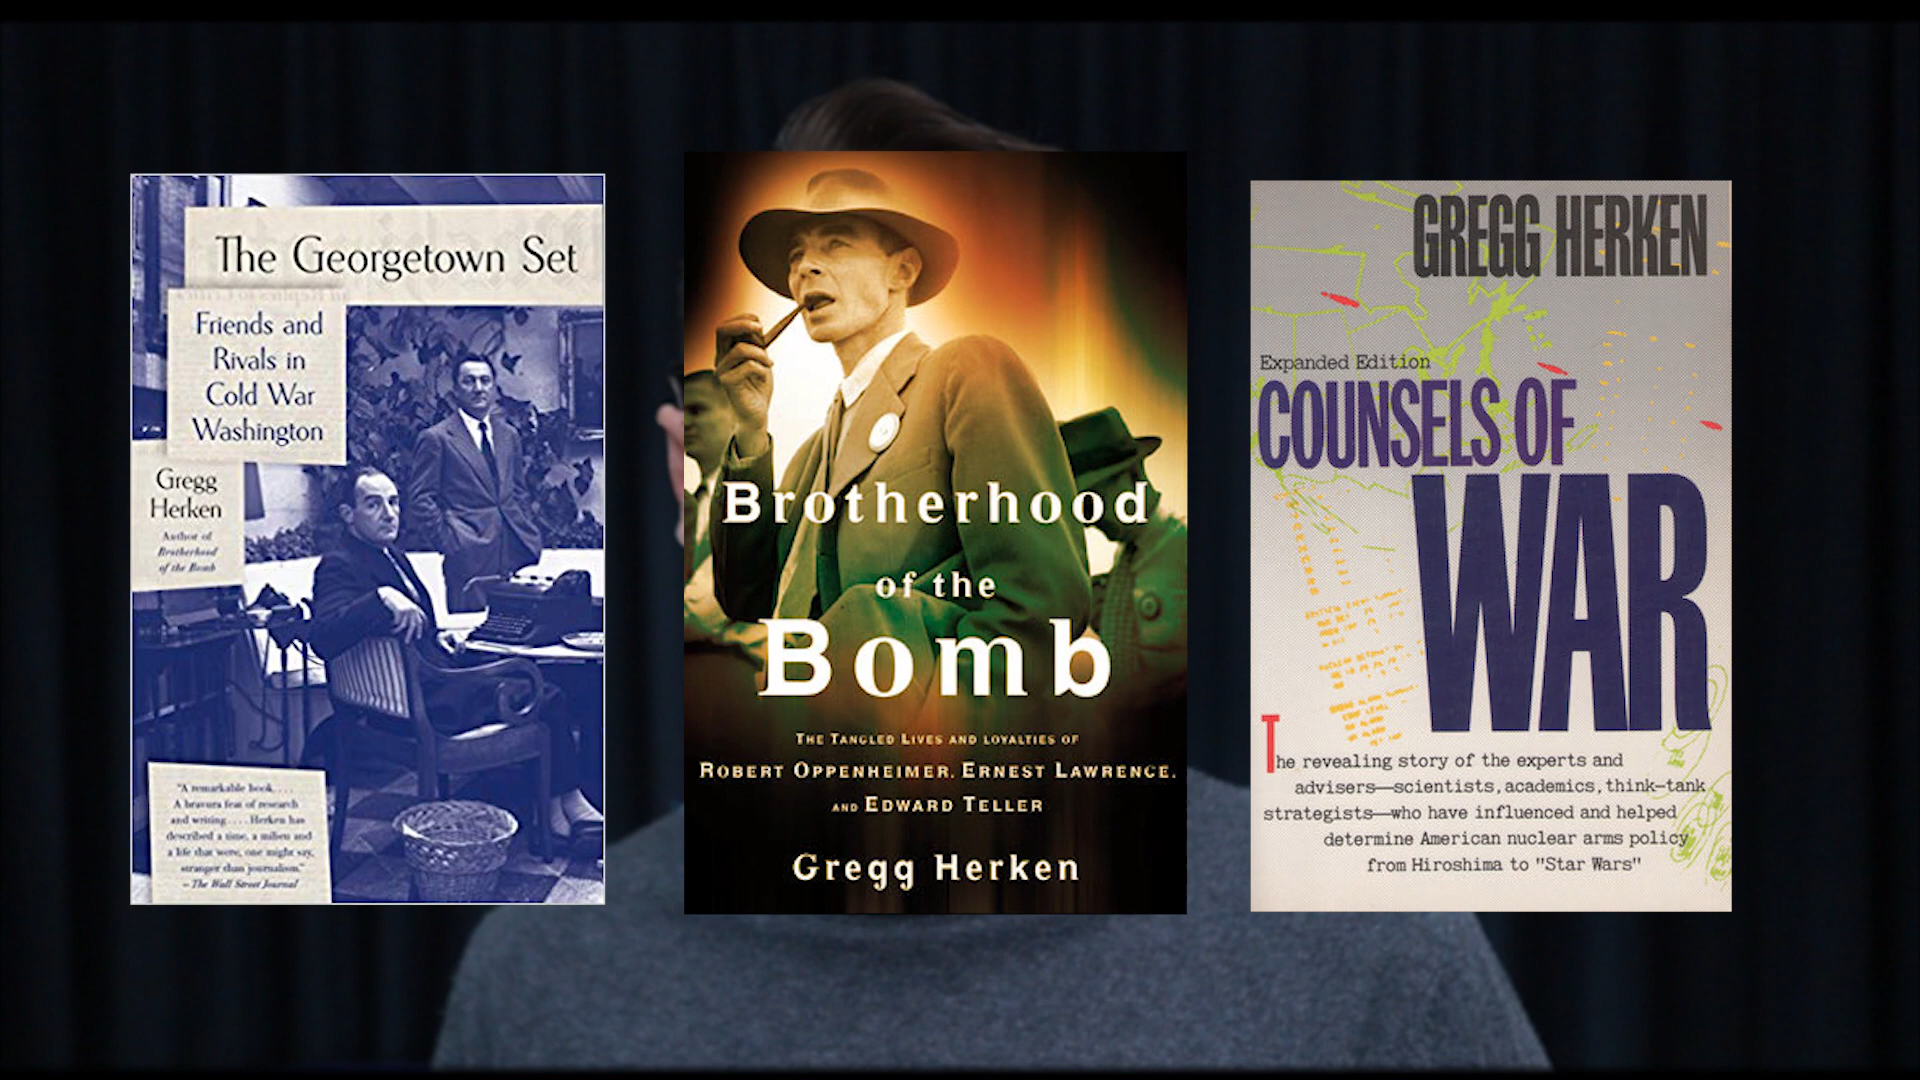 The Georgetown Set
Friends and
Rivals in
Cold War
Washington
Gregg
Herken
Author of
Brotherhood
of the Bomb
"A remarkable book. . . .
A bravura feat of research
and writing. . . . Herken has
described a time, a milieu and
a life that were, one might say,
stranger than journalism."
– The Wall Street Journal
Brotherhood
of the
Bomb
The Tangled Lives and loyalties of
Robert Oppenheimer, Ernest Lawrence,
and Edward Teller
Gregg Herken
GREGG HERKEN
Expanded Edition
COUNSELS OF
WAR
The revealing story of the experts and
advisers—scientists, academics, think-tank
strategists—who have influenced and helped
determine American nuclear arms policy
from Hiroshima to "Star Wars"